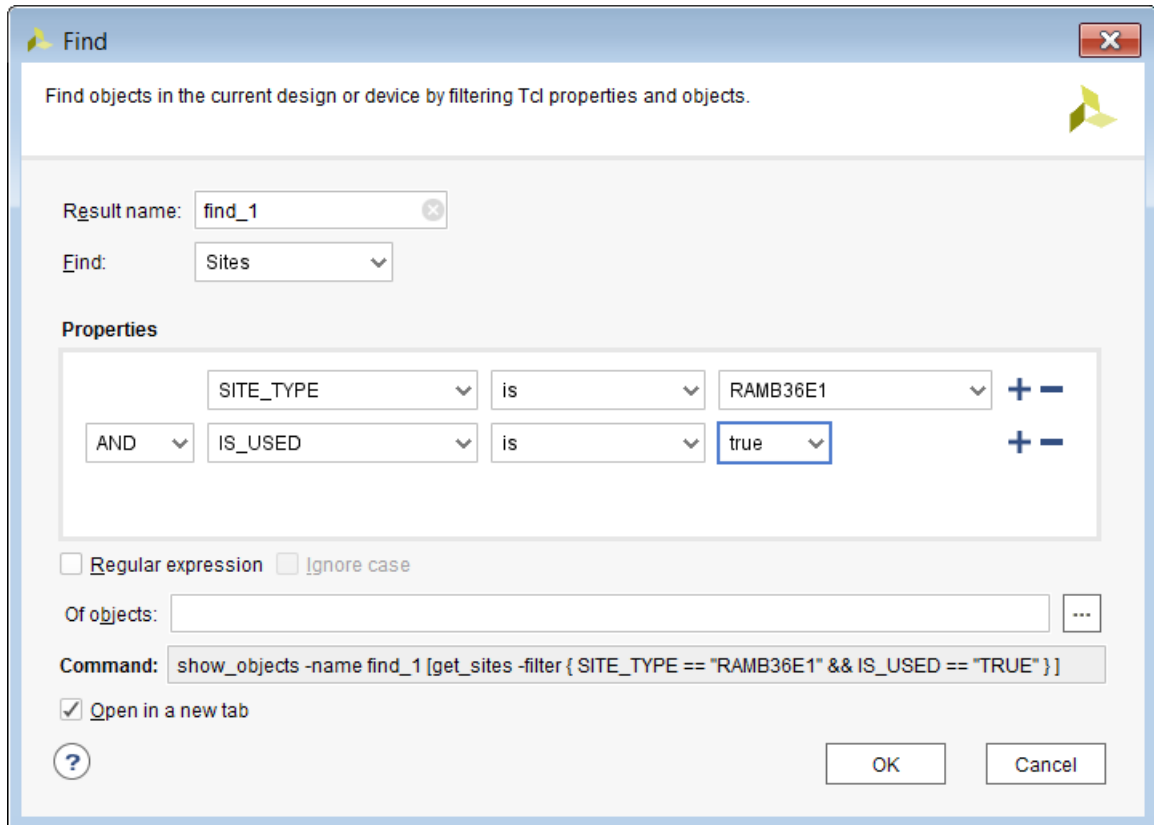 Find
Find objects in the current design or device by filtering Tcl properties and objects.
Result name: find_1
Find: Sites
Properties
SITE_TYPE is RAMB36E1
AND IS_USED is true
Regular expression Ignore case
Of objects: ...
Command: show_objects -name find_1 [get_sites -filter { SITE_TYPE == "RAMB36E1" && IS_USED == "TRUE" } ]
Open in a new tab
? OK Cancel